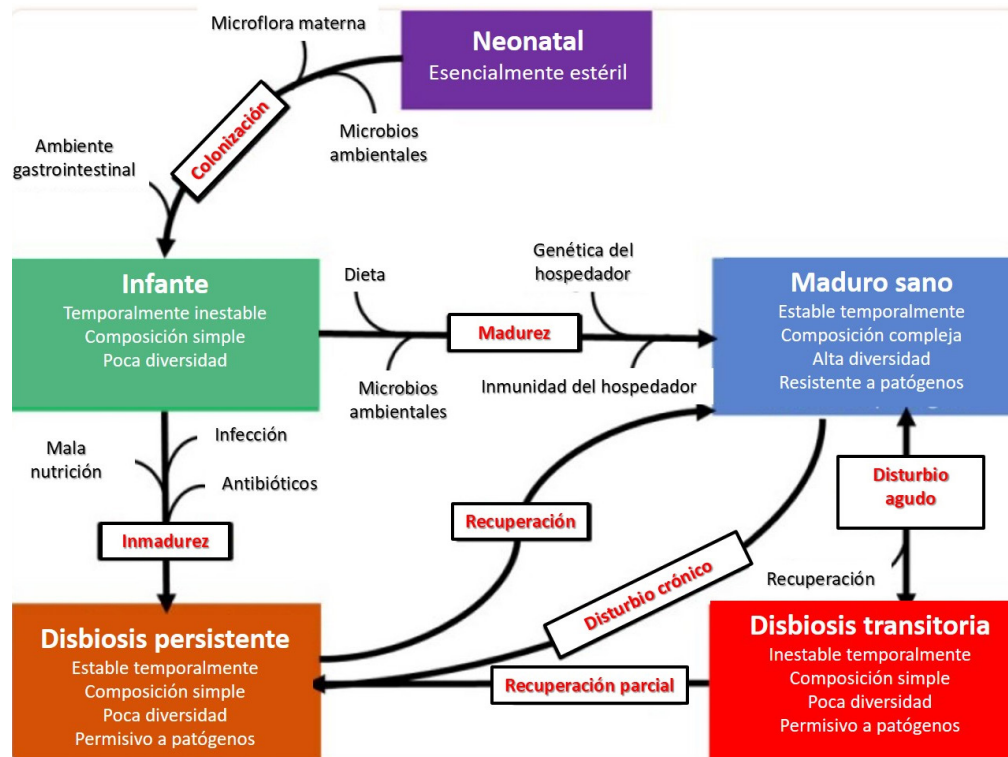 Microflora materna
Neonatal
Esencialmente estéril
Colonización
Microbios
ambientales
Ambiente
gastrointestinal
Infante
Temporalmente inestable
Composición simple
Poca diversidad
Dieta
Genética del
hospedador
Madurez
Microbios
ambientales
Inmunidad del hospedador
Maduro sano
Estable temporalmente
Composición compleja
Alta diversidad
Resistente a patógenos
Mala
nutrición
Infección
Antibióticos
Inmadurez
Recuperación
Disturbio crónico
Disturbio
agudo
Recuperación
Disbiosis persistente
Estable temporalmente
Composición simple
Poca diversidad
Permisivo a patógenos
Recuperación parcial
Disbiosis transitoria
Inestable temporalmente
Composición simple
Poca diversidad
Permisivo a patógenos